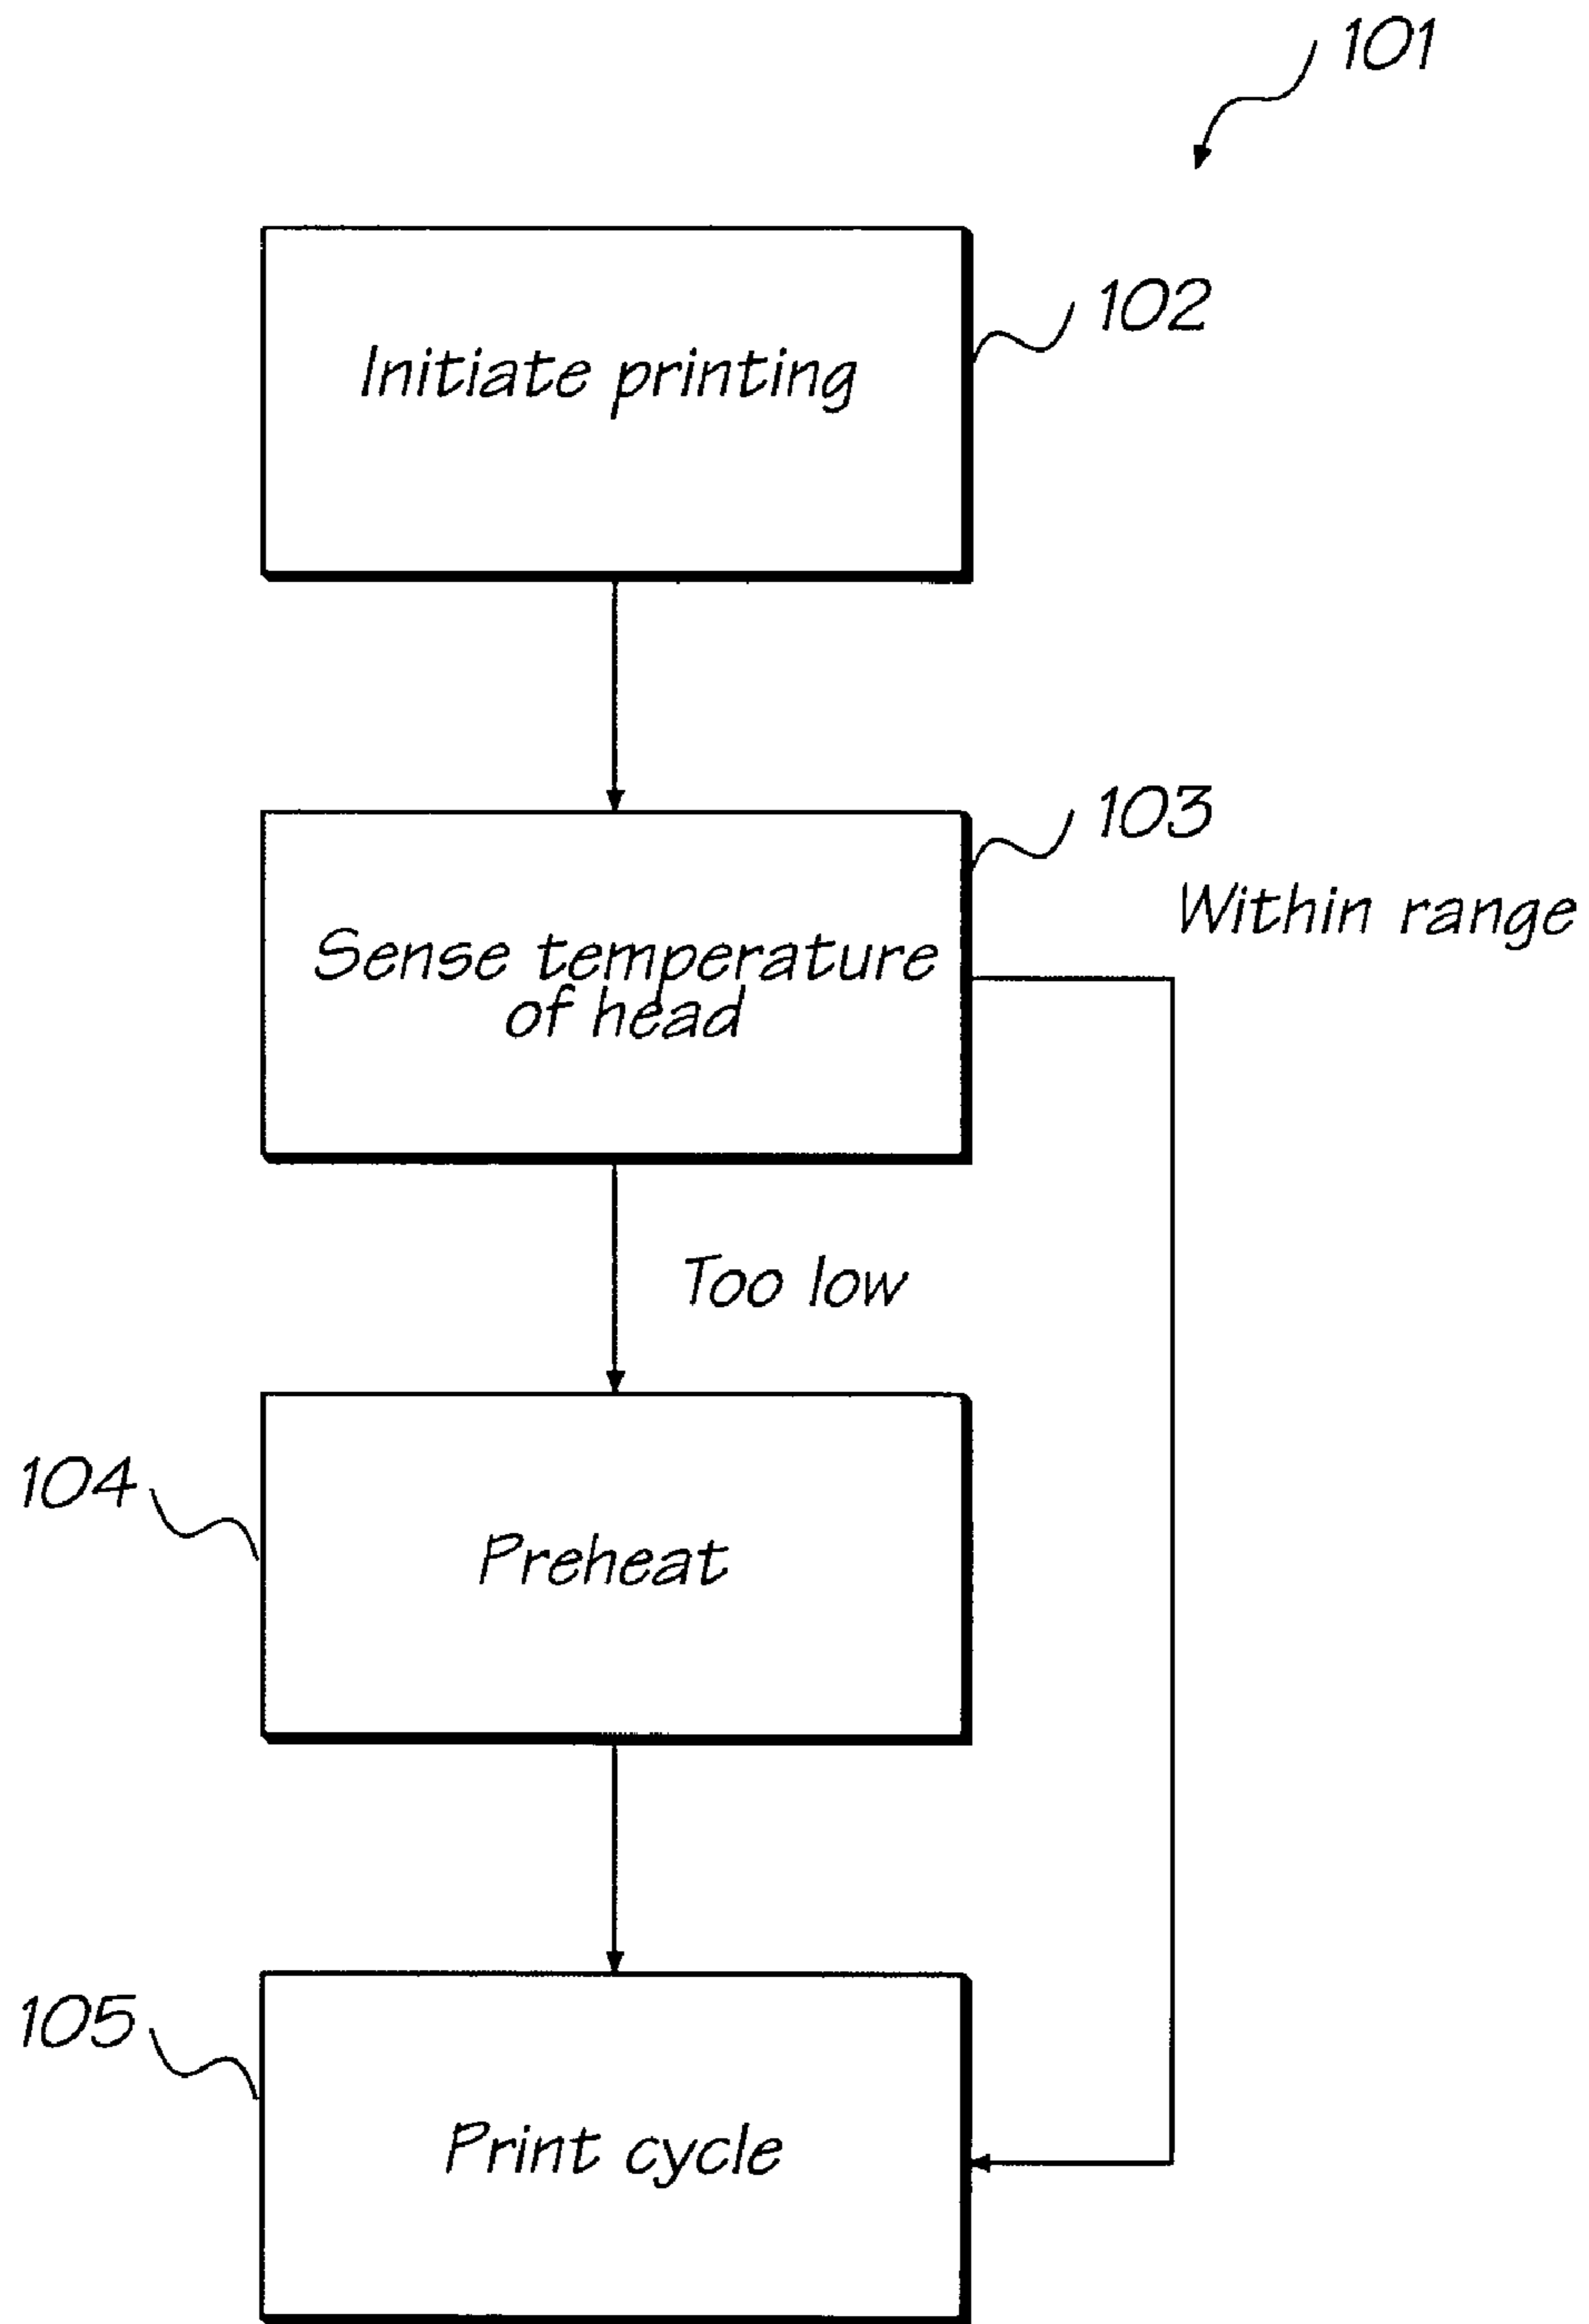 101
102
Initiate printing
103
Within range
Sense temperature
of head
Too low
104
Preheat
105
Print cycle